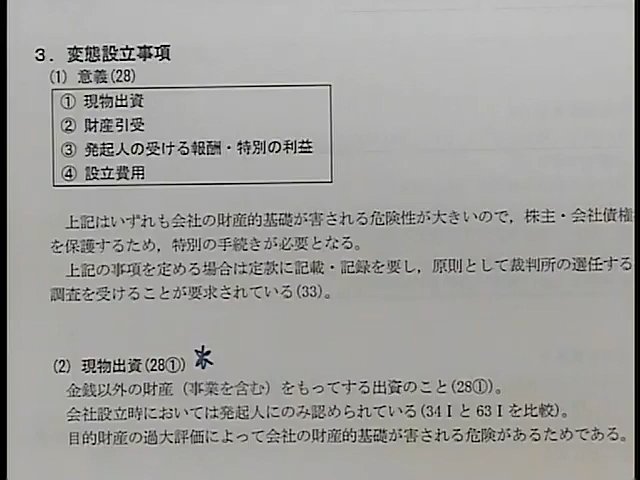 3．変態設立事項
(1) 意義(28)
① 現物出資
② 財産引受
③ 発起人の受ける報酬・特別の利益
④ 設立費用
上記はいずれも会社の財産的基礎が害される危険性が大きいので，株主・会社債権
を保護するため，特別の手続きが必要となる。
上記の事項を定める場合は定款に記載・記録を要し，原則として裁判所の選任する
調査を受けることが要求されている(33)。
(2) 現物出資(28①)
金銭以外の財産（事業を含む）をもってする出資のこと(28①)。
会社設立時においては発起人にのみ認められている(34Ⅰと63Ⅰを比較)。
目的財産の過大評価によって会社の財産的基礎が害される危険があるためである。